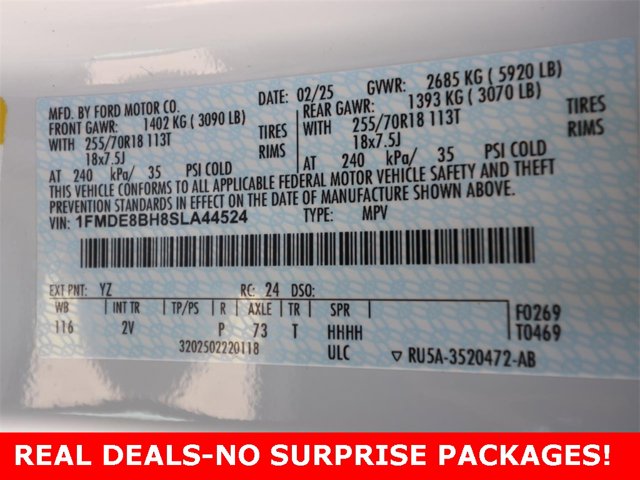 MFD. BY FORD MOTOR CO.
DATE: 02/25
GVWR: 2685 KG ( 5920 LB)
FRONT GAWR: 1402 KG ( 3090 LB)
REAR GAWR: 1393 KG ( 3070 LB)
WITH 255/70R18 113T TIRES
WITH 255/70R18 113T TIRES
18x7.5J RIMS
18x7.5J RIMS
AT 240 kPa/ 35 PSI COLD
AT 240 kPa/ 35 PSI COLD
THIS VEHICLE CONFORMS TO ALL APPLICABLE FEDERAL MOTOR VEHICLE SAFETY AND THEFT
PREVENTION STANDARDS IN EFFECT ON THE DATE OF MANUFACTURE SHOWN ABOVE.
VIN: 1FMDE8BH8SLA44524 TYPE: MPV
EXT PNT: YZ RC: 24 DSO:
WB INT TR TP/PS R AXLE TR SPR F0269
116 2V P 73 T HHHH T0469
3202502220118 ULC ▼ RU5A-3520472-AB
REAL DEALS-NO SURPRISE PACKAGES!